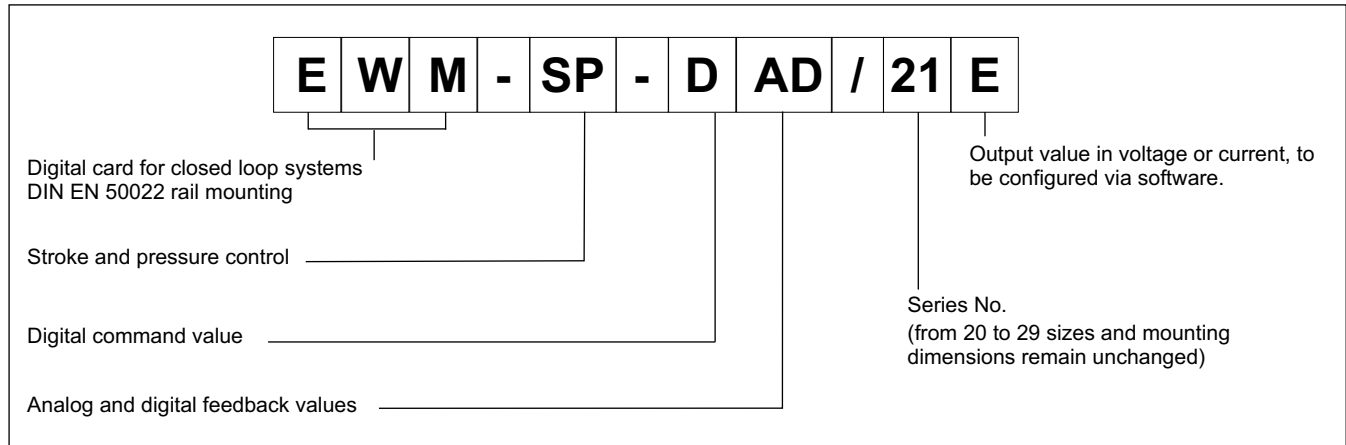 E W M - SP - D AD / 21 E
Digital card for closed loop systems
DIN EN 50022 rail mounting
Output value in voltage or current, to
be configured via software.
Stroke and pressure control
Series No.
(from 20 to 29 sizes and mounting
dimensions remain unchanged)
Digital command value
Analog and digital feedback values